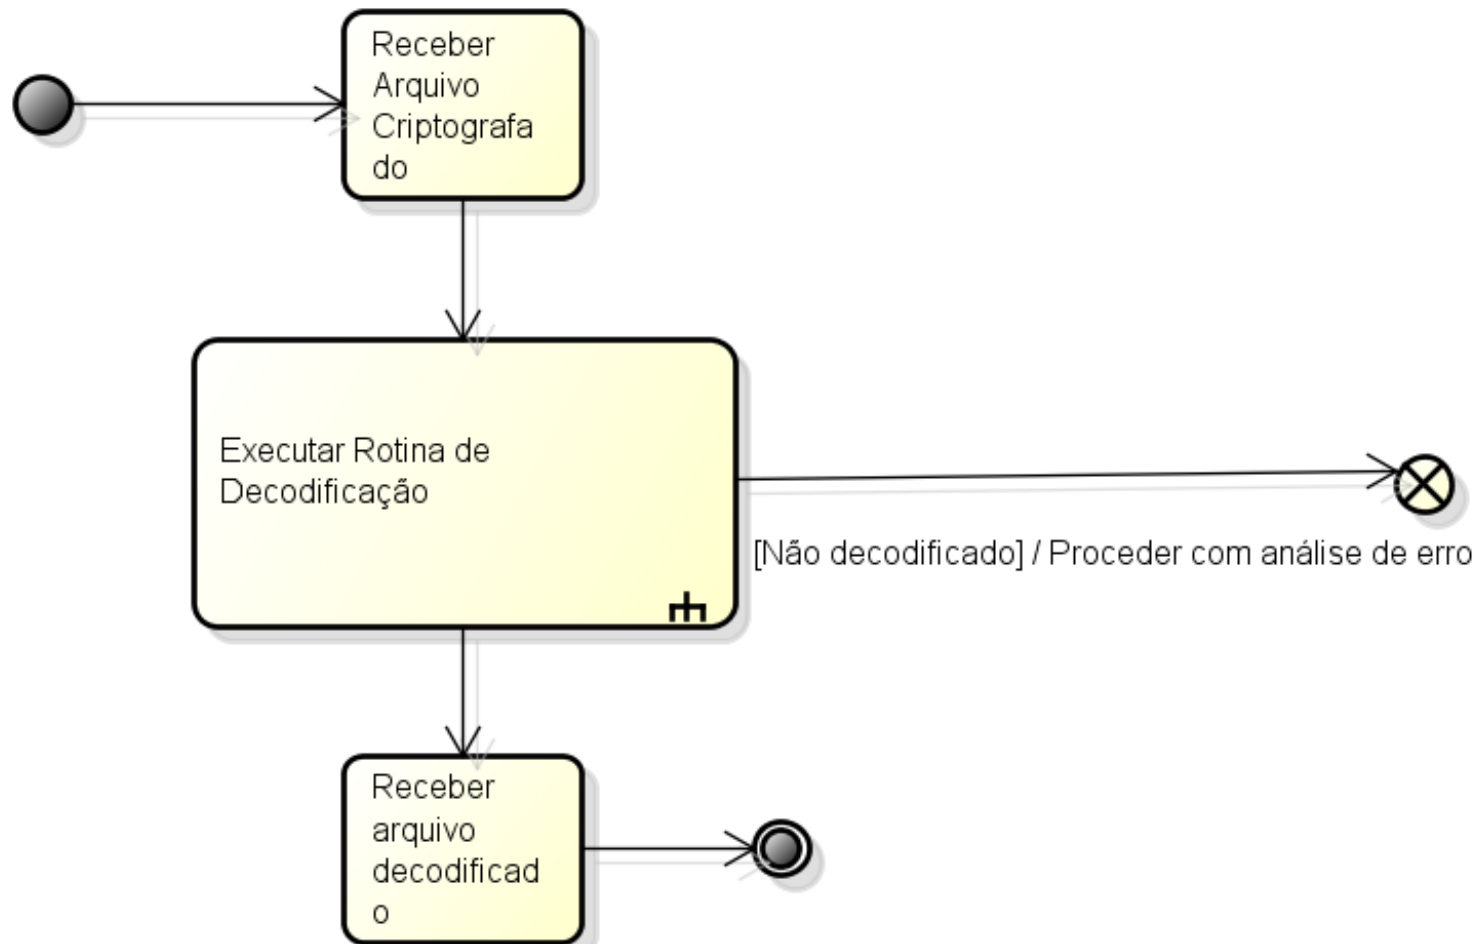 Receber
Arquivo
Criptografa
do
Executar Rotina de
Decodificação
[Não decodificado] / Proceder com análise de erro
Receber
arquivo
decodificad
o